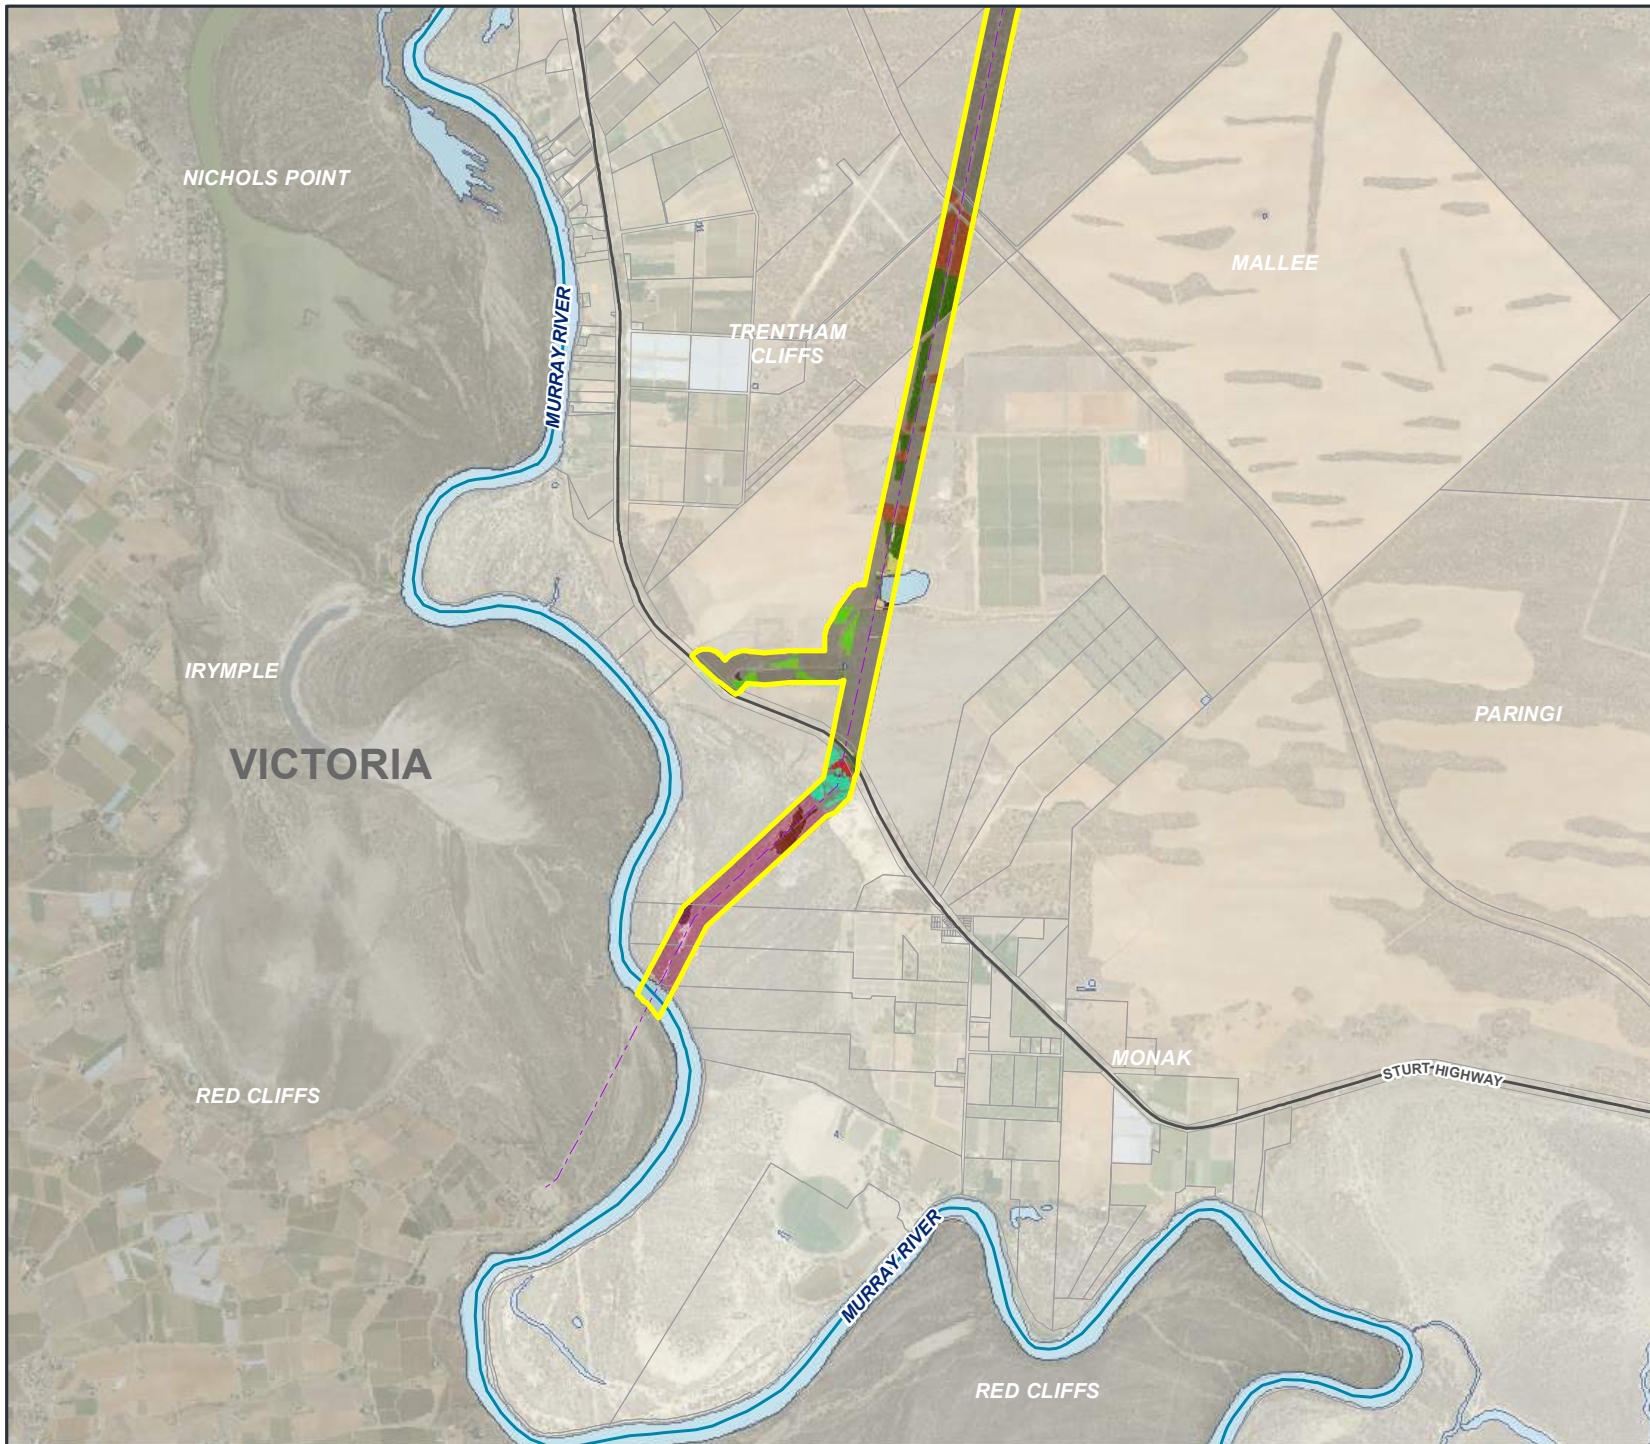 NICHOLS POINT
MALLEE
MURRAY RIVER
TRENTHAM
CLIFFS
IRYMPLE
PARINGI
VICTORIA
MONAK
STURT HIGHWAY
RED CLIFFS
MURRAY RIVER
RED CLIFFS